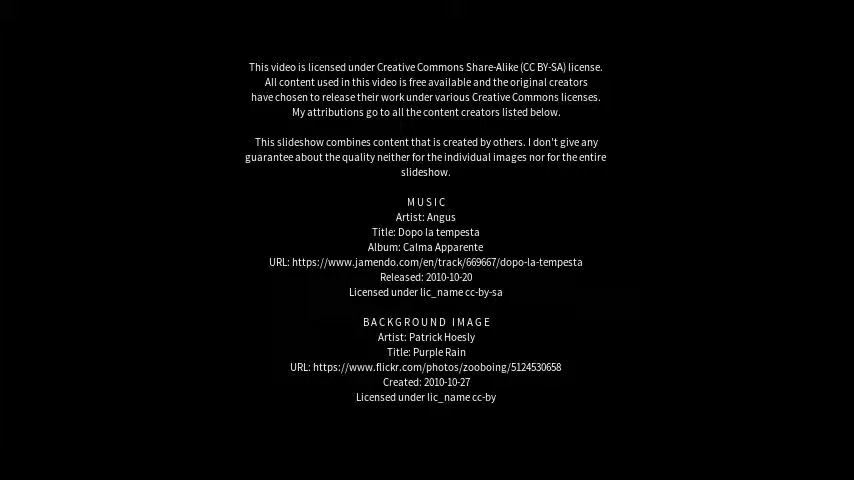 This video is licensed under Creative Commons Share-Alike (CC BY-SA) license.
All content used in this video is free available and the original creators
have chosen to release their work under various Creative Commons licenses.
My attributions go to all the content creators listed below.
This slideshow combines content that is created by others. I don't give any
guarantee about the quality neither for the individual images nor for the entire
slideshow.
MUSIC
Artist: Angus
Title: Dopo la tempesta
Album: Calma Apparente
URL: https://www.jamendo.com/en/track/669667/dopo-la-tempesta
Released: 2010-10-20
Licensed under lic_name cc-by-sa
BACKGROUND IMAGE
Artist: Patrick Hoesly
Title: Purple Rain
URL: https://www.flickr.com/photos/zooboing/5124530658
Created: 2010-10-27
Licensed under lic_name cc-by